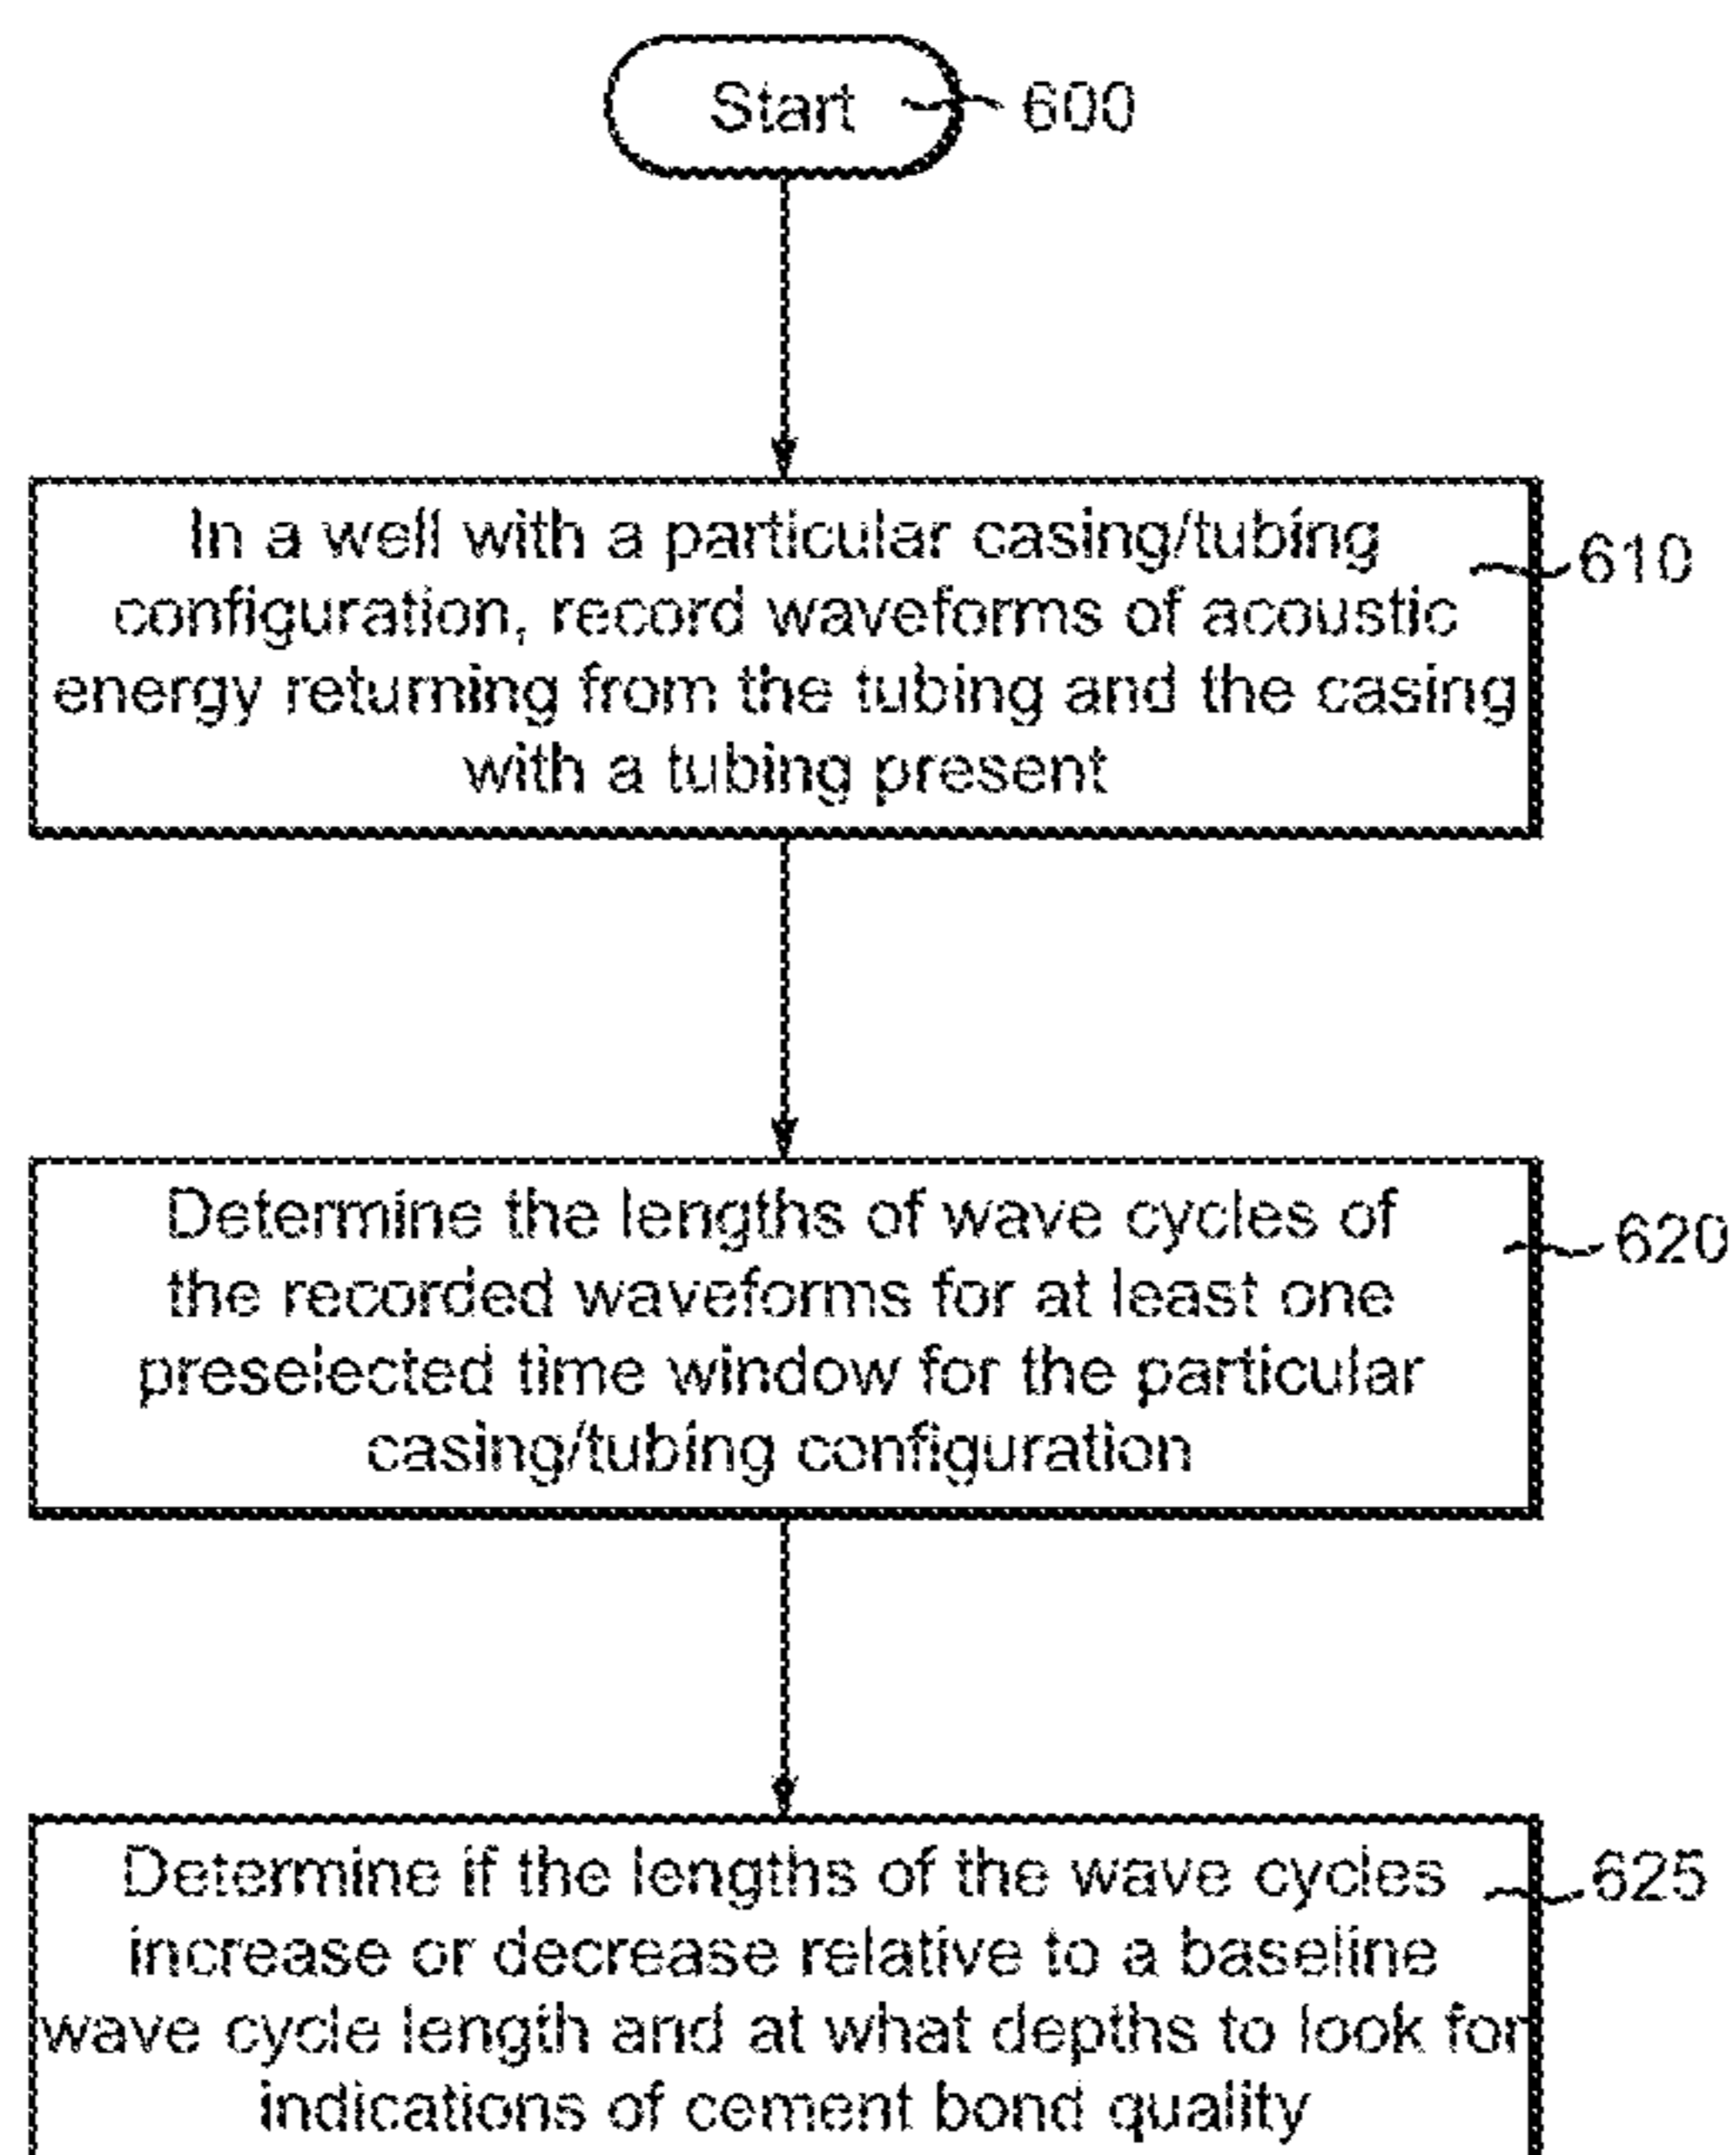 Start 600
In a well with a particular casing/tubing 610
configuration, record waveforms of acoustic
energy returning from the tubing and the casing
with a tubing present
Determine the lengths of wave cycles of 620
the recorded waveforms for at least one
preselected time window for the particular
casing/tubing configuration
Determine if the lengths of the wave cycles 625
increase or decrease relative to a baseline
wave cycle length and at what depths to look for
indications of cement bond quality